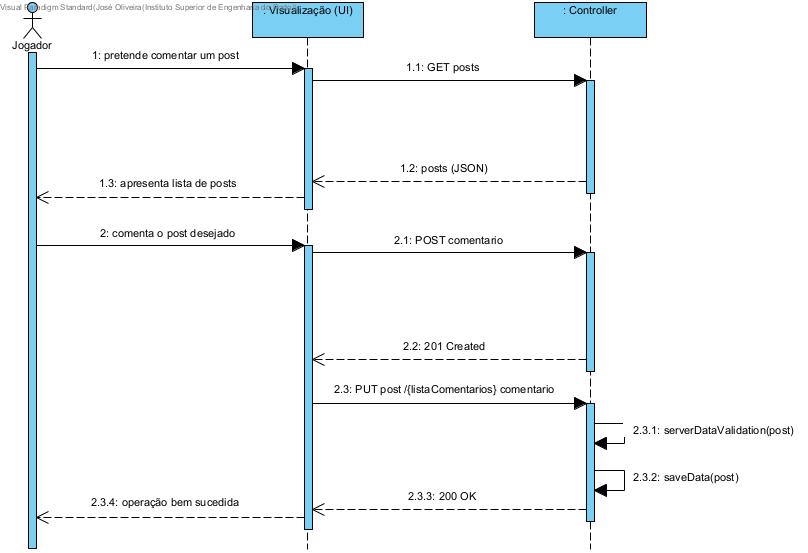 Visual Paradigm Standard(José Oliveira(Instituto Superior de Engenharia do
: Visualização (UI)
: Controller
Jogador
1: pretende comentar um post
1.1: GET posts
1.2: posts (JSON)
1.3: apresenta lista de posts
2: comenta o post desejado
2.1: POST comentario
2.2: 201 Created
2.3: PUT post /{listaComentarios} comentario
2.3.1: serverDataValidation(post)
2.3.2: saveData(post)
2.3.3: 200 OK
2.3.4: operação bem sucedida